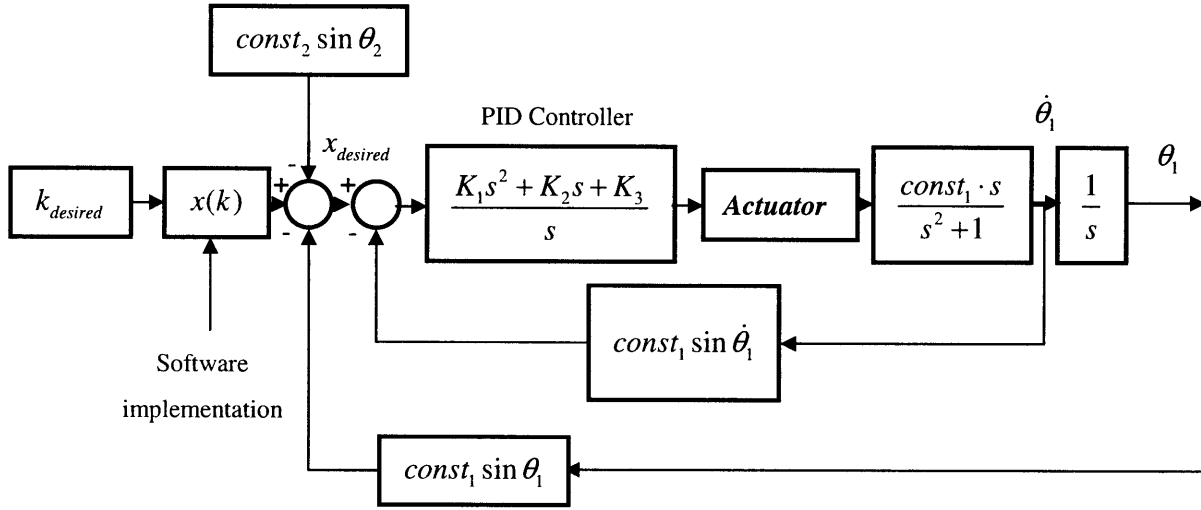 const₂ sin θ₂
PID Controller
x_desired
θ̇₁
θ₁
k_desired
x(k)
K₁s² + K₂s + K₃
s
Actuator
const₁ · s
s² + 1
1
s
+
-
-
+
-
const₁ sin θ̇₁
Software
implementation
const₁ sin θ₁